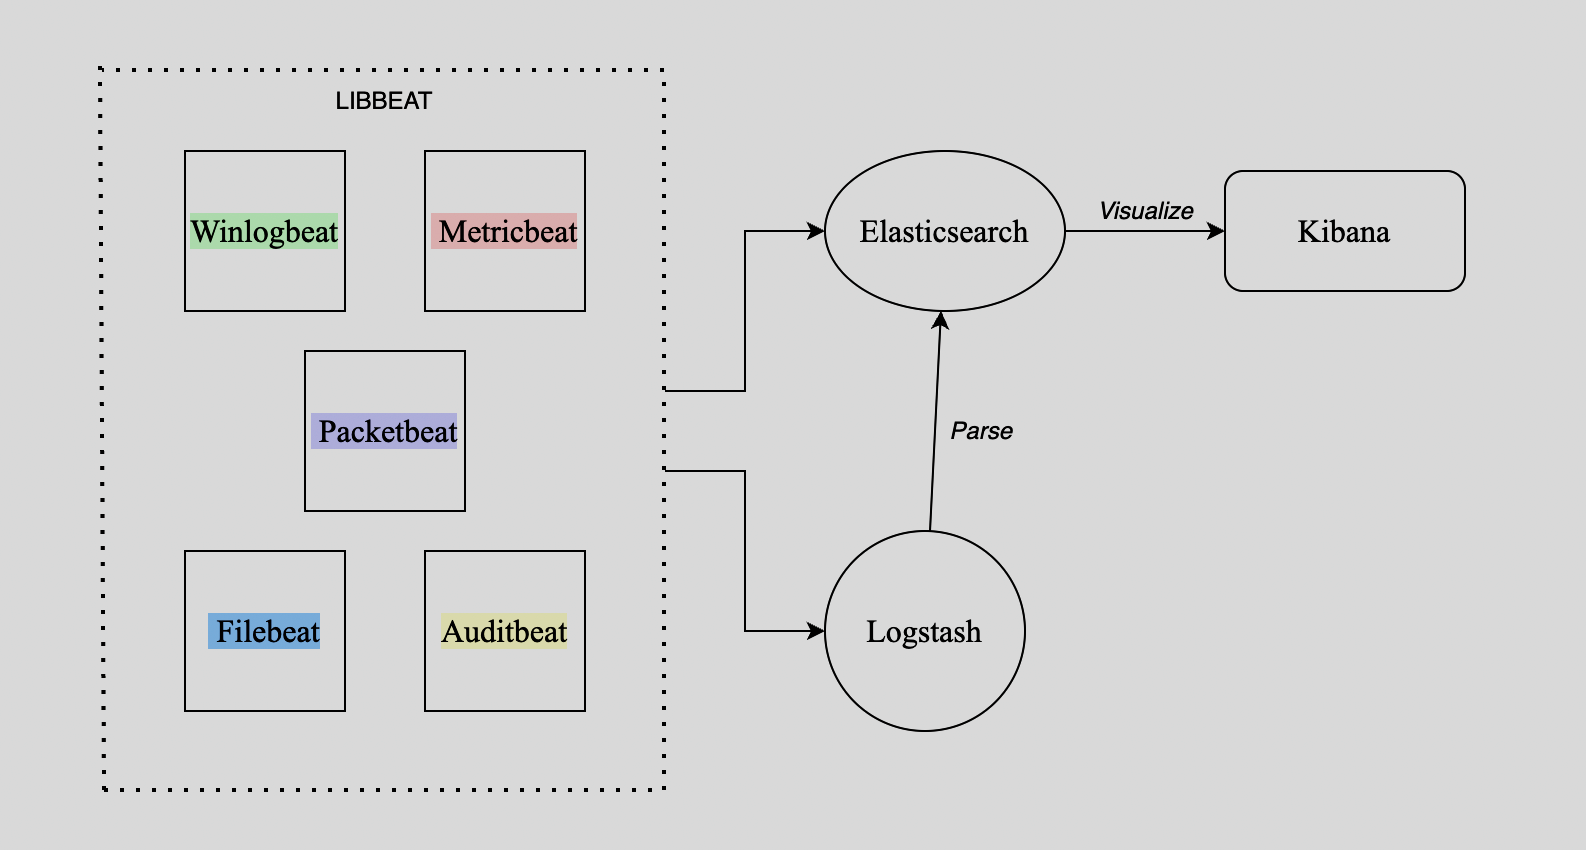 LIBBEAT
Winlogbeat
Metricbeat
Packetbeat
Filebeat
Auditbeat
Elasticsearch
Visualize
Kibana
Parse
Logstash